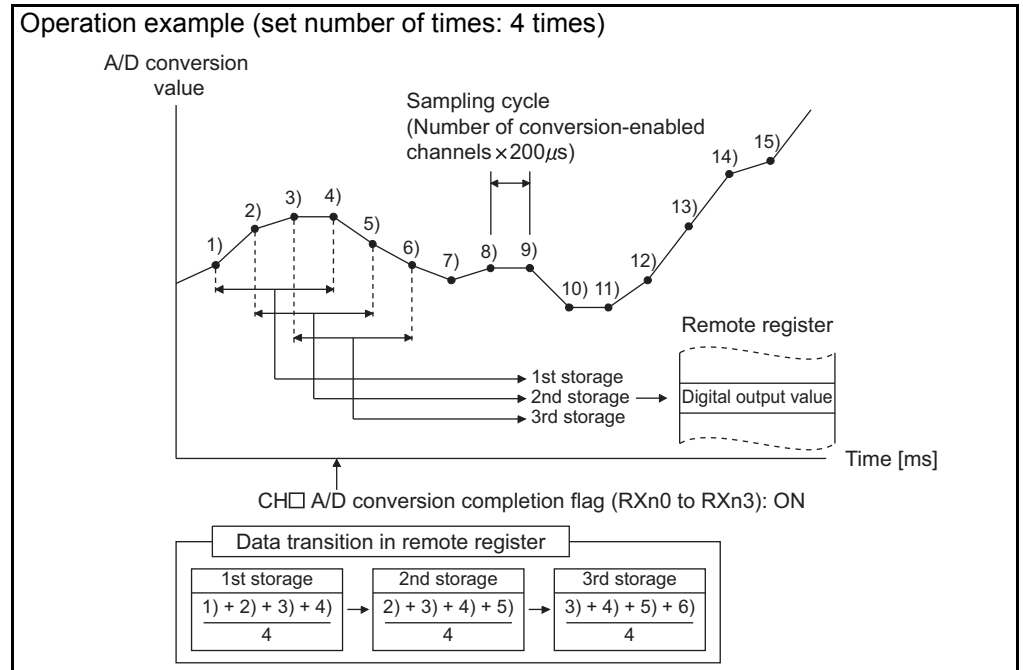 Operation example (set number of times: 4 times)
A/D conversion
value
Sampling cycle
(Number of conversion-enabled
channels×200μs)
1)
2)
3)
4)
5)
6)
7)
8)
9)
10)
11)
12)
13)
14)
15)
Remote register
1st storage
2nd storage
3rd storage
Digital output value
Time [ms]
CH□ A/D conversion completion flag (RXn0 to RXn3): ON
Data transition in remote register
1st storage
1) + 2) + 3) + 4)
4
2nd storage
2) + 3) + 4) + 5)
4
3rd storage
3) + 4) + 5) + 6)
4